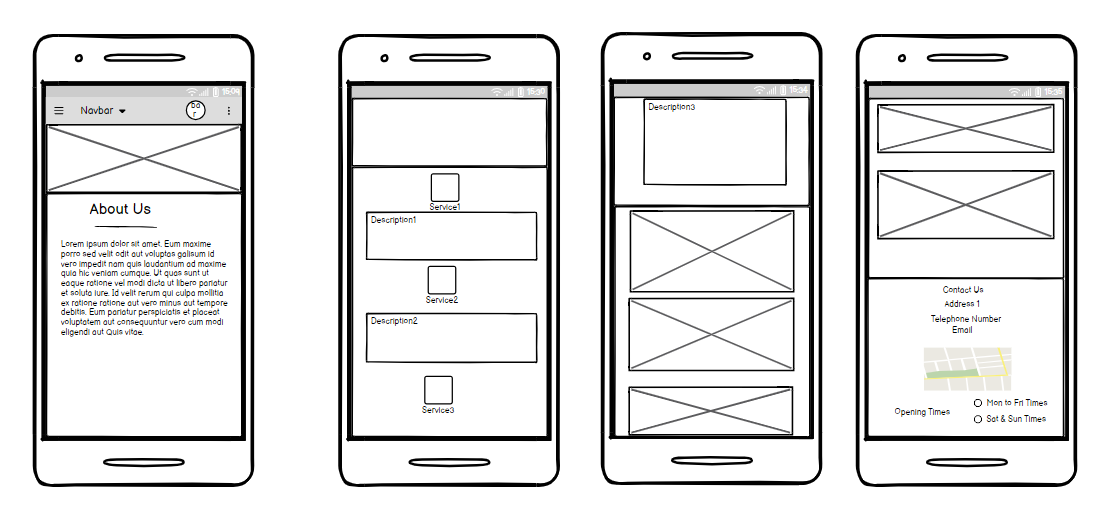 15:04
Navbar
ba
r
About Us
Lorem ipsum dolor sit amet. Eum maxime
porro sed velit odit aut voluptas galisum id
vero impedit nam quis laudantium ad maxime
quia hic veniam cumque. Ut quas sunt ut
eaque ratione vel modi dicta ut libero pariatur
et soluta iure. Id velit rerum qui culpa mollitia
ex ratione ratione aut vero minus aut tempore
debitis. Eum pariatur perspiciatis et placeat
voluptatem aut consequuntur vero cum modi
eligendi aut Quis vitae.
15:30
Service1
Description1
Service2
Description2
Service3
15:34
Description3
15:35
Contact Us
Address 1
Telephone Number
Email
Opening Times
Mon to Fri Times
Sat & Sun Times